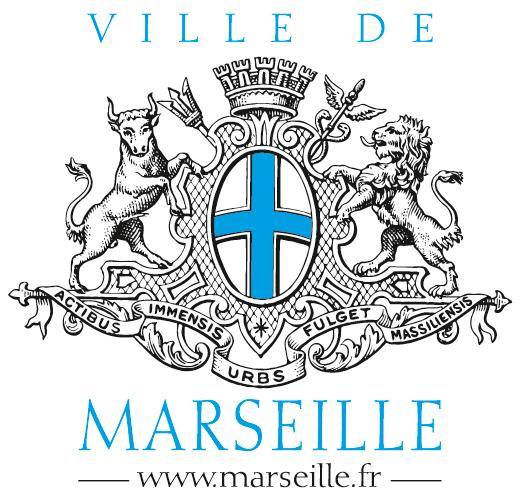 VILLE DE
ACTIBUS IMMENSIS URBS FULGET MASSILIENSIS
MARSEILLE
www.marseille.fr